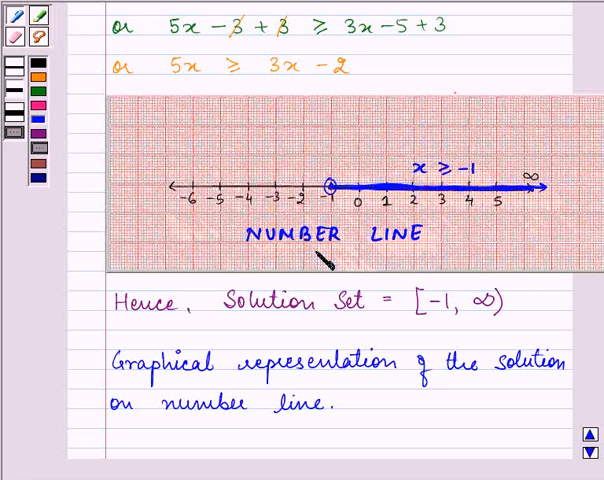 or 5x - 3 + 3 ≥ 3x - 5 + 3
or 5x ≥ 3x - 2
x ≥ -1
∞
-6 -5 -4 -3 -2 -1 0 1 2 3 4 5
NUMBER LINE
Hence, Solution Set = [-1, ∞)
Graphical representation of the solution
on number line.